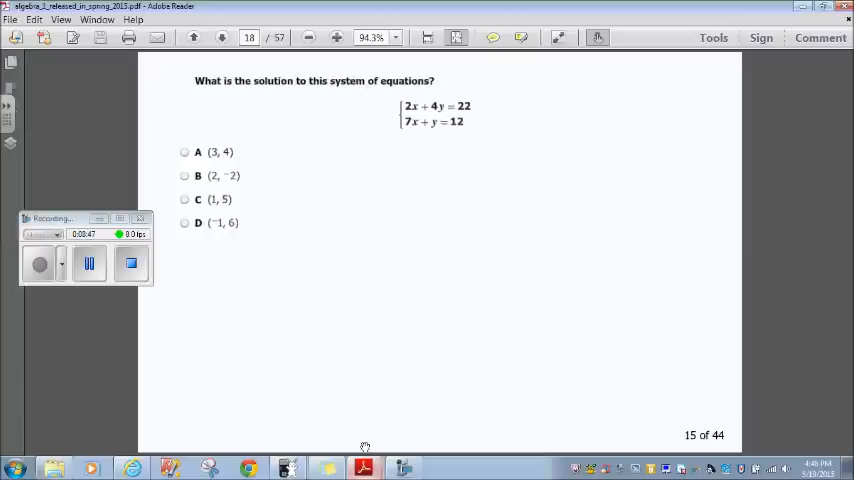 algebra_1_released_in_spring_2015.pdf - Adobe Reader
File Edit View Window Help
18 / 57 94.3% Tools Sign Comment
What is the solution to this system of equations?
2x + 4y = 22
7x + y = 12
A (3, 4)
B (2, ⁻2)
C (1, 5)
D (⁻1, 6)
Recording...
0:08:47 8.0 fps
15 of 44
4:46 PM
5/19/2015